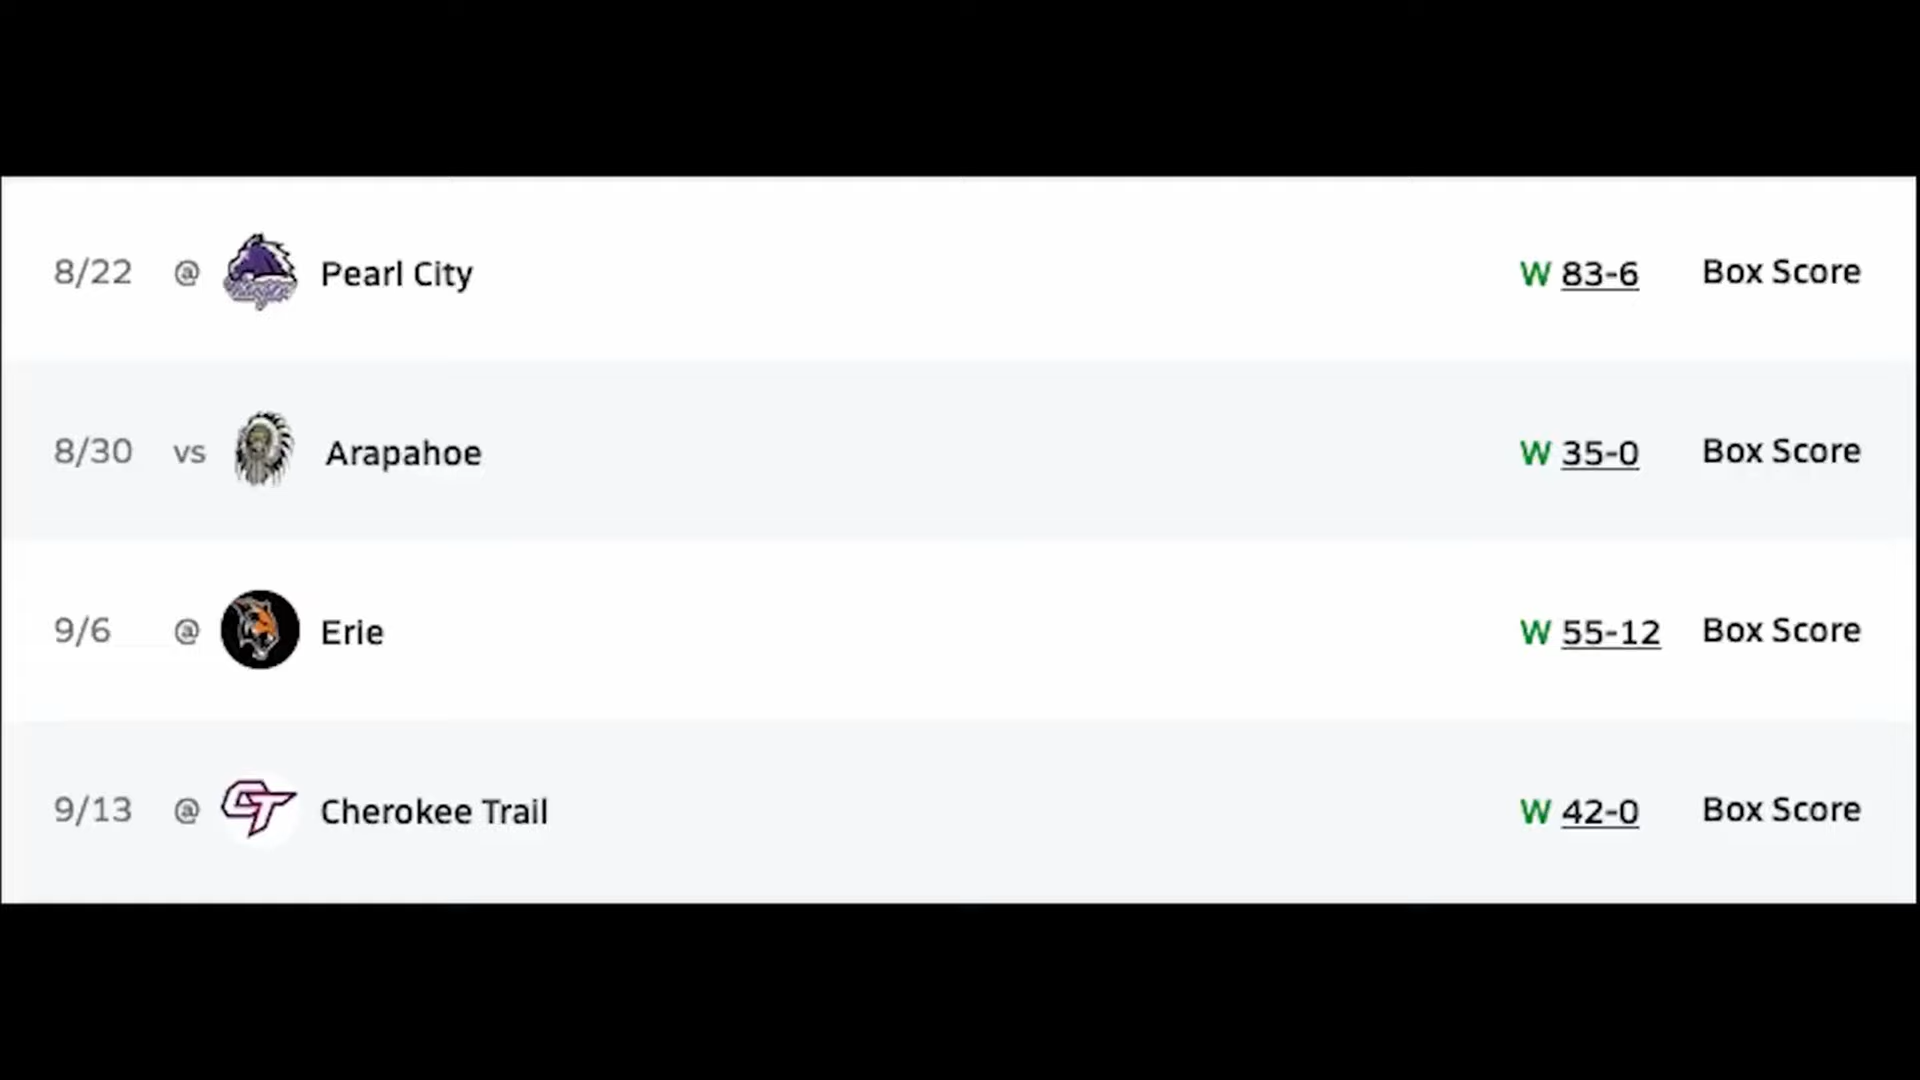 8/22 @ Pearl City W 83-6 Box Score
8/30 vs Arapahoe W 35-0 Box Score
9/6 @ Erie W 55-12 Box Score
9/13 @ CT Cherokee Trail W 42-0 Box Score